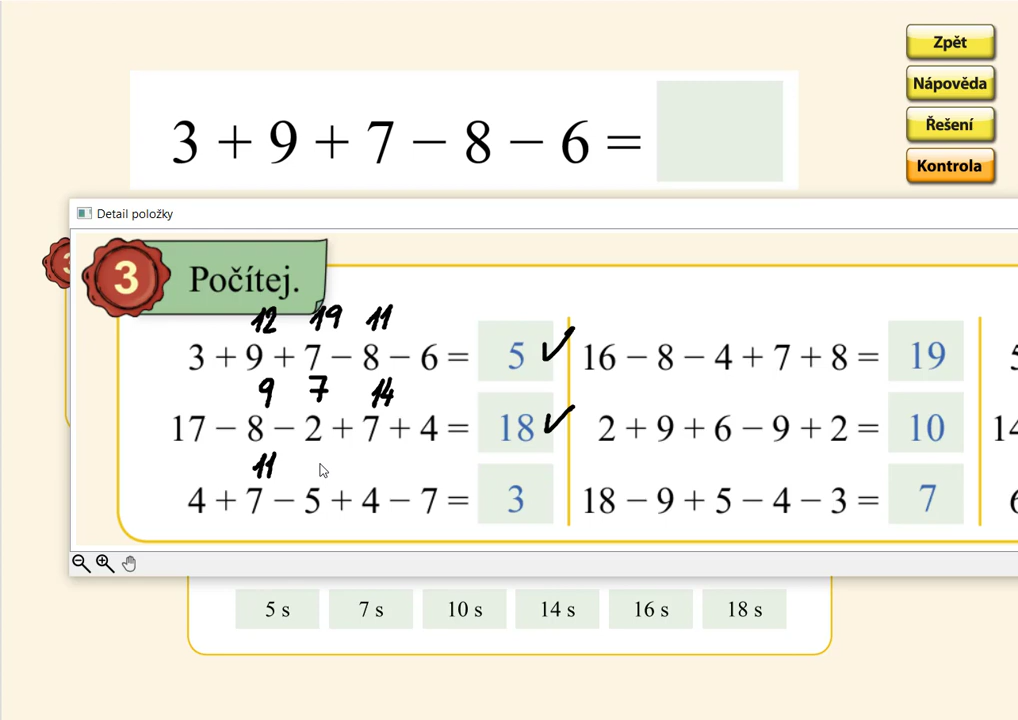 Zpět
Nápověda
Řešení
Kontrola
3 + 9 + 7 − 8 − 6 =
Detail položky
3 Počítej.
12 19 11
3 + 9 + 7 − 8 − 6 = 5 ✓
9 7 14
17 − 8 − 2 + 7 + 4 = 18 ✓
11
4 + 7 − 5 + 4 − 7 = 3
16 − 8 − 4 + 7 + 8 = 19
2 + 9 + 6 − 9 + 2 = 10
18 − 9 + 5 − 4 − 3 = 7
14
5 s 7 s 10 s 14 s 16 s 18 s